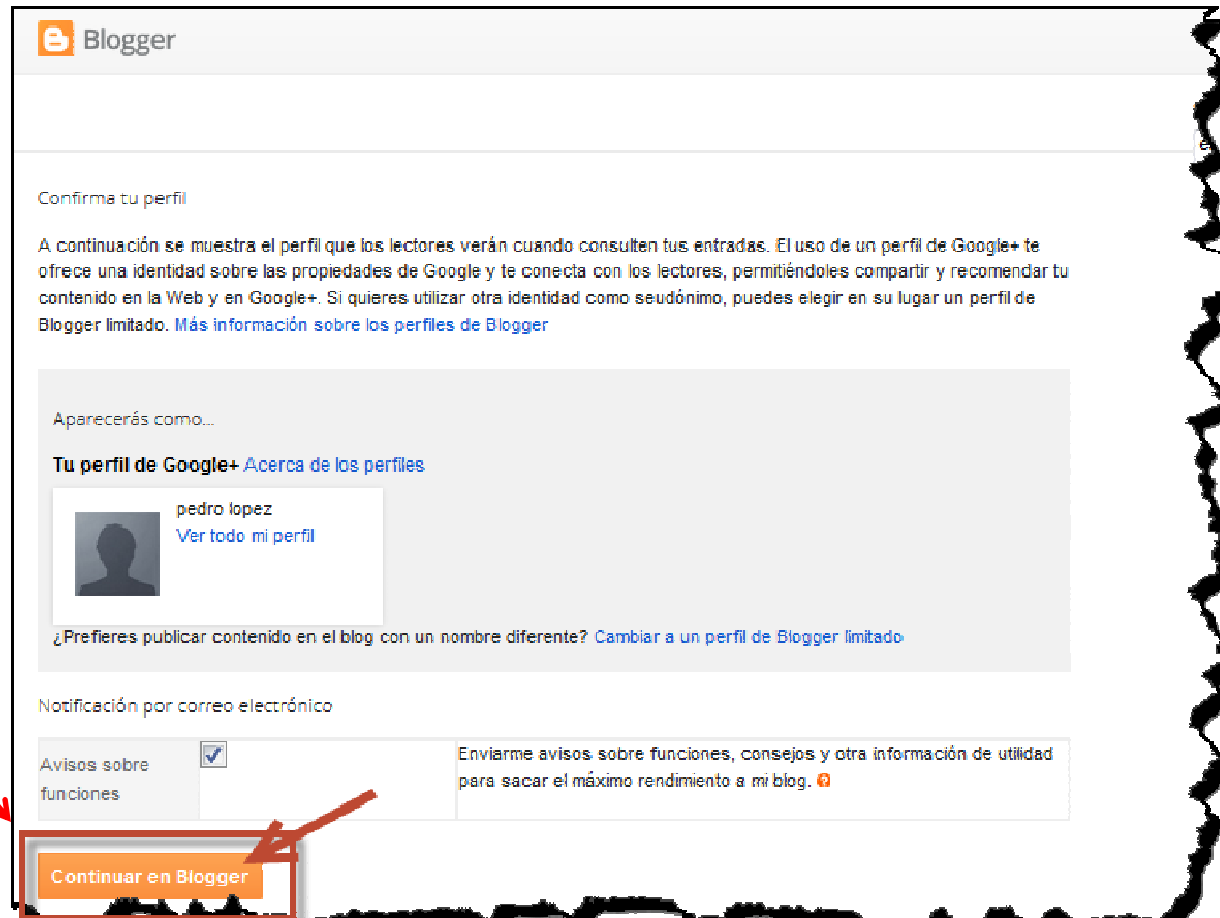 Blogger
Confirma tu perfil
A continuación se muestra el perfil que los lectores verán cuando consulten tus entradas. El uso de un perfil de Google+ te
ofrece una identidad sobre las propiedades de Google y te conecta con los lectores, permitiéndoles compartir y recomendar tu
contenido en la Web y en Google+. Si quieres utilizar otra identidad como seudónimo, puedes elegir en su lugar un perfil de
Blogger limitado. Más información sobre los perfiles de Blogger
Aparecerás como...
Tu perfil de Google+ Acerca de los perfiles
pedro lopez
Ver todo mi perfil
¿Prefieres publicar contenido en el blog con un nombre diferente? Cambiar a un perfil de Blogger limitado
Notificación por correo electrónico
Avisos sobre
funciones
Enviarme avisos sobre funciones, consejos y otra información de utilidad
para sacar el máximo rendimiento a mi blog.
Continuar en Blogger